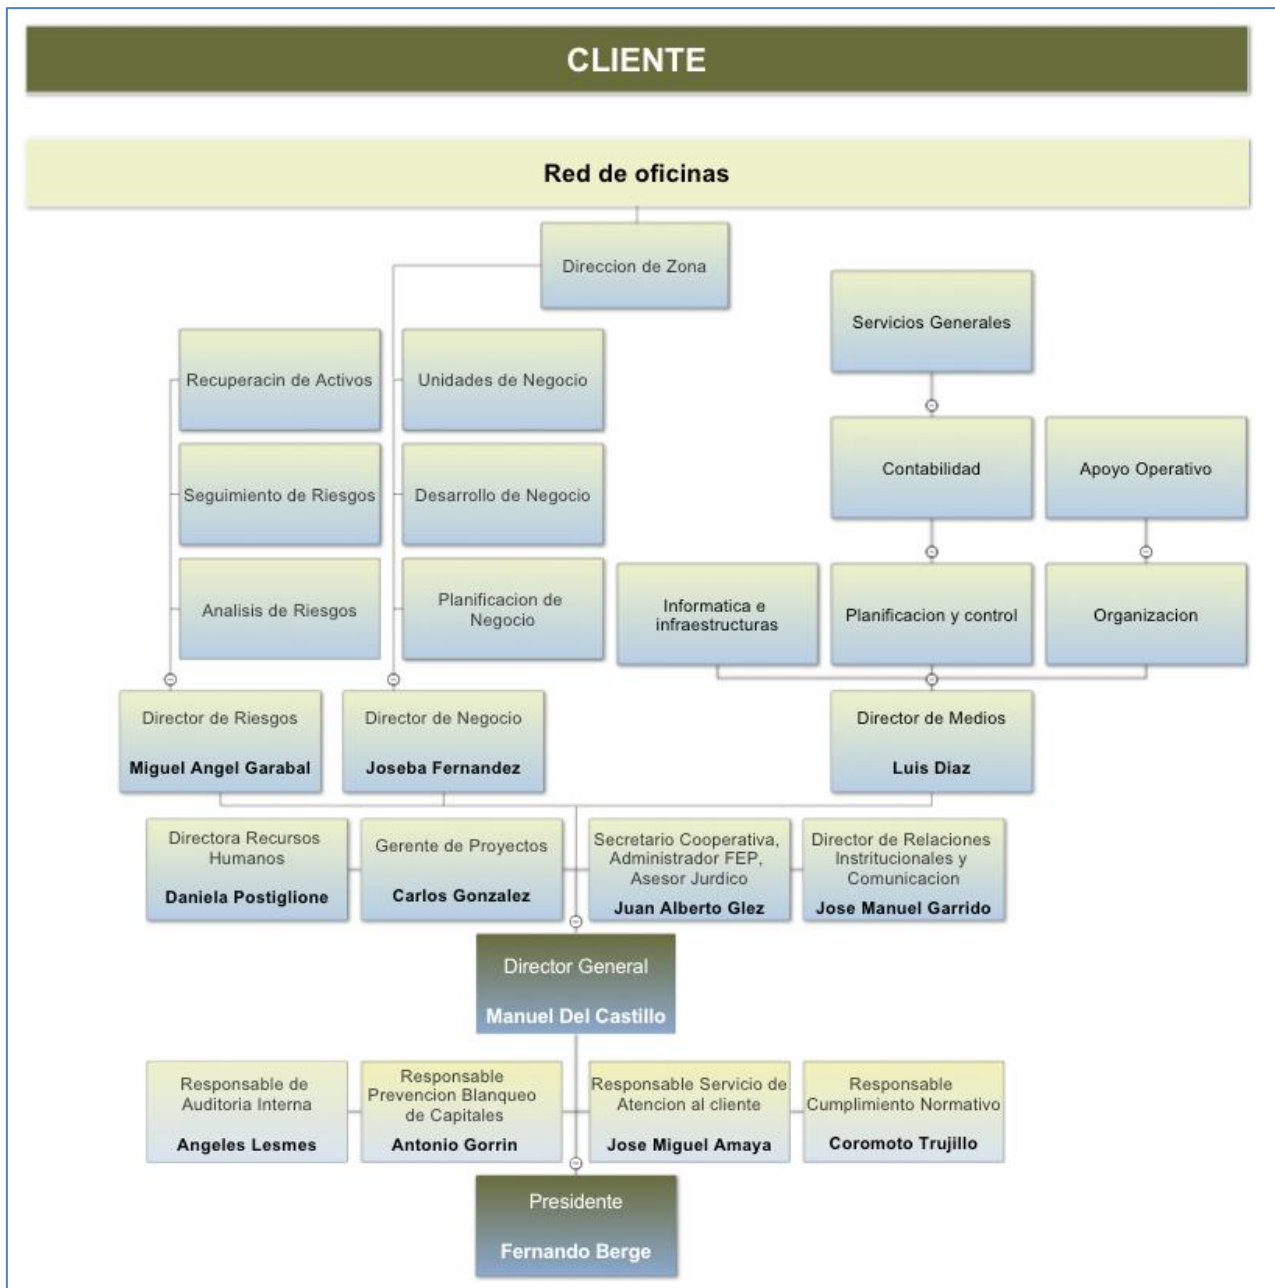 CLIENTE
Red de oficinas
Direccion de Zona
Servicios Generales
Recuperacin de Activos
Unidades de Negocio
Contabilidad
Apoyo Operativo
Seguimiento de Riesgos
Desarrollo de Negocio
Informatica e
infraestructuras
Planificacion y control
Organizacion
Analisis de Riesgos
Planificacion de
Negocio
Director de Riesgos
Miguel Angel Garabal
Director de Negocio
Joseba Fernandez
Director de Medios
Luis Diaz
Directora Recursos
Humanos
Daniela Postiglione
Gerente de Proyectos
Carlos Gonzalez
Secretario Cooperativa,
Administrador FEP,
Asesor Jurdico
Juan Alberto Glez
Director de Relaciones
Institucionales y
Comunicacion
Jose Manuel Garrido
Director General
Manuel Del Castillo
Responsable de
Auditoria Interna
Angeles Lesmes
Responsable
Prevencion Blanqueo
de Capitales
Antonio Gorrin
Responsable Servicio de
Atencion al cliente
Jose Miguel Amaya
Responsable
Cumplimiento Normativo
Coromoto Trujillo
Presidente
Fernando Berge